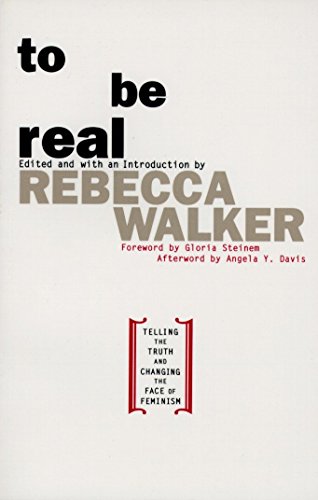 to
be
real
Edited and with an Introduction by
REBECCA
WALKER
Foreword by Gloria Steinem
Afterword by Angela Y. Davis
TELLING
THE
TRUTH
AND
CHANGING
THE
FACE OF
FEMINISM